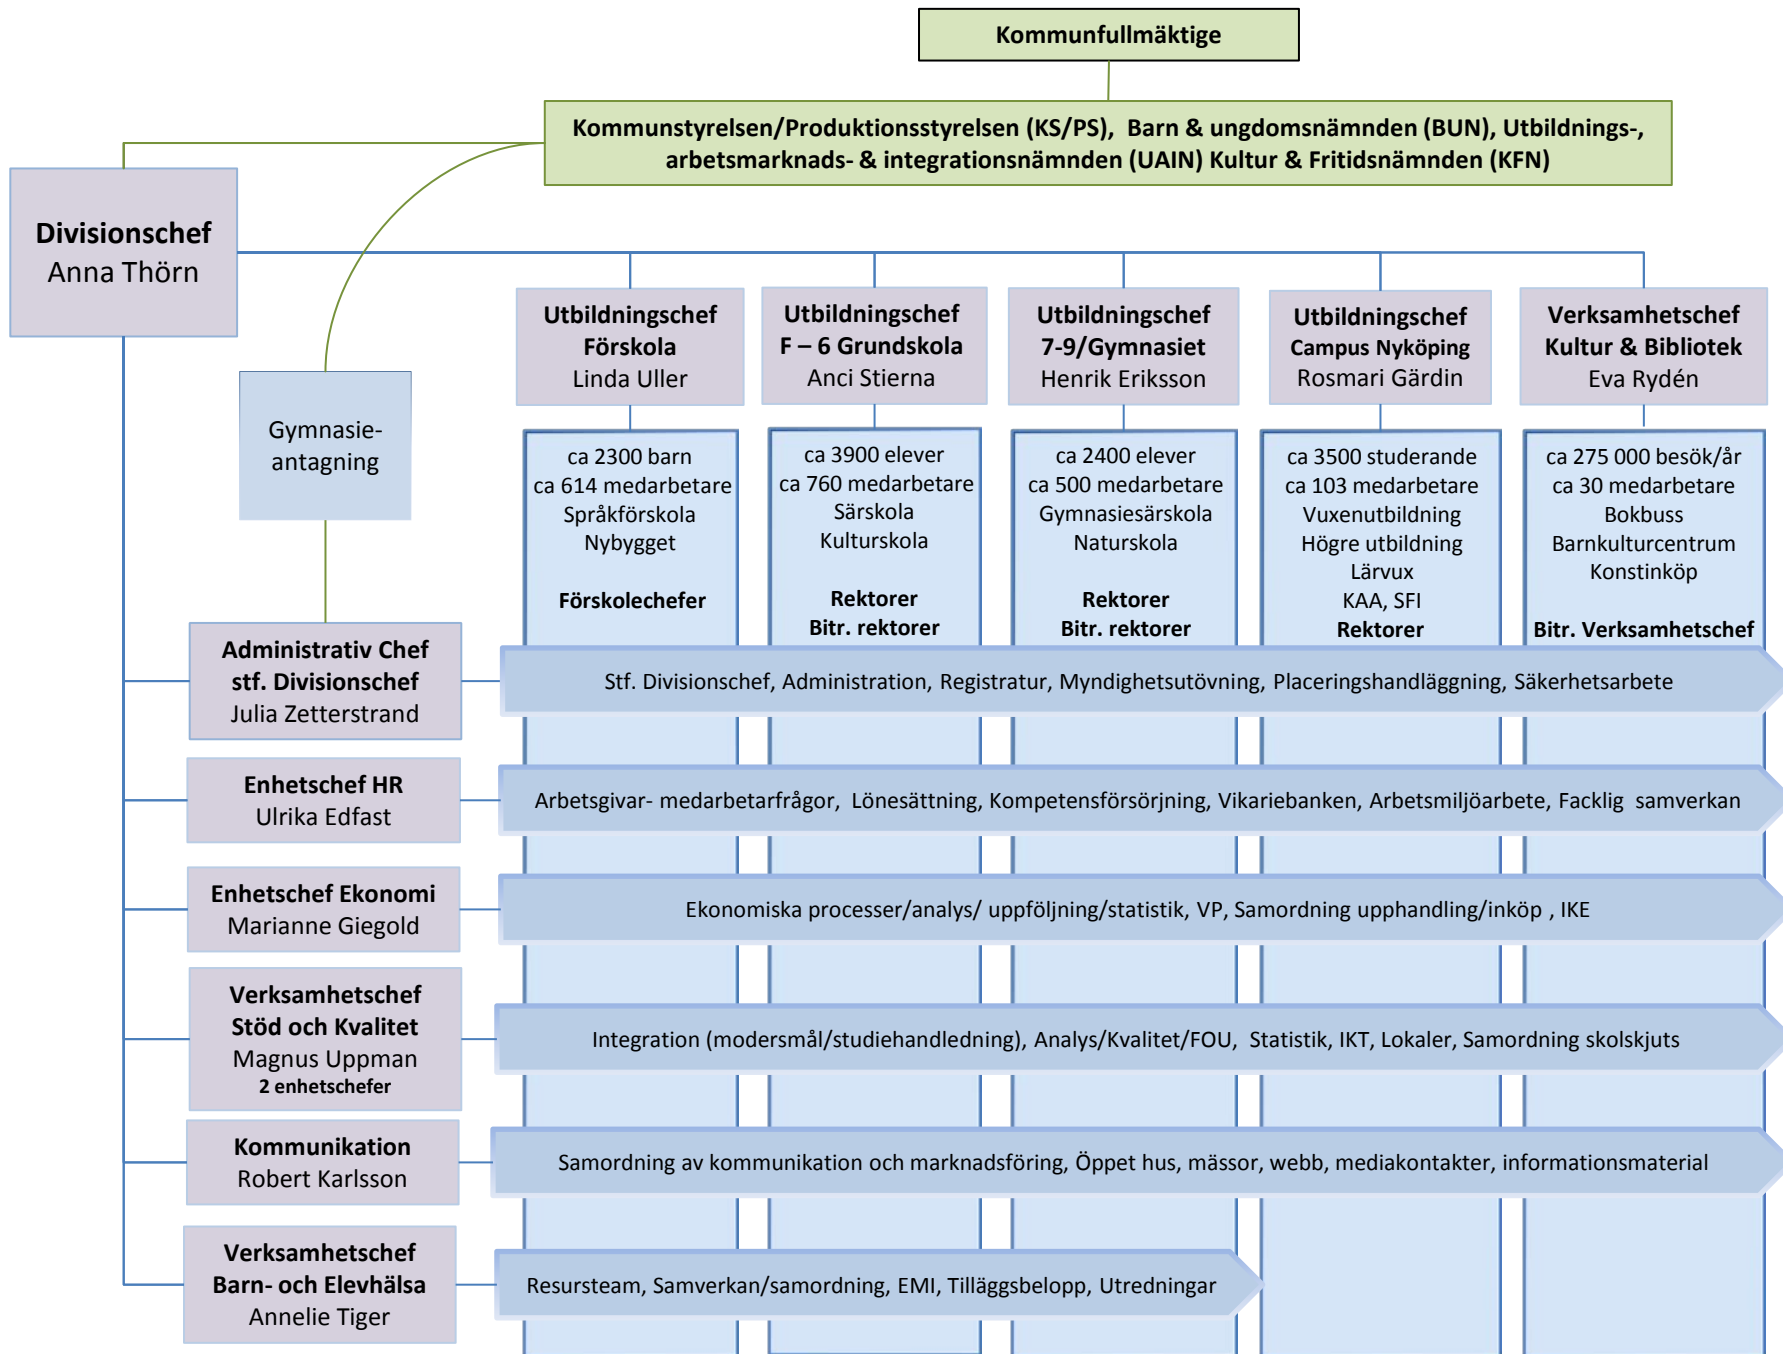 Kommunfullmäktige
Kommunstyrelsen/Produktionsstyrelsen (KS/PS),  Barn & ungdomsnämnden (BUN), Utbildnings-,
arbetsmarknads- & integrationsnämnden (UAIN) Kultur & Fritidsnämnden (KFN)
Divisionschef
Anna Thörn
Utbildningschef
Förskola
Linda Uller
Utbildningschef
F – 6 Grundskola
Anci Stierna
Utbildningschef
7-9/Gymnasiet
Henrik Eriksson
Utbildningschef
Campus Nyköping
Rosmari Gärdin
Verksamhetschef
Kultur & Bibliotek
Eva Rydén
Gymnasie-
antagning
ca 2300 barn
ca 614 medarbetare
Språkförskola
Nybygget
Förskolechefer
ca 3900 elever
ca 760 medarbetare
Särskola
Kulturskola
Rektorer
Bitr. rektorer
ca 2400 elever
ca 500 medarbetare
Gymnasiesärskola
Naturskola
Rektorer
Bitr. rektorer
ca 3500 studerande
ca 103 medarbetare
Vuxenutbildning
Högre utbildning
Lärvux
KAA, SFI
Rektorer
ca 275 000 besök/år
ca 30 medarbetare
Bokbuss
Barnkulturcentrum
Konstinköp
Bitr. Verksamhetschef
Administrativ Chef
stf. Divisionschef
Julia Zetterstrand
Stf. Divisionschef, Administration, Registratur, Myndighetsutövning, Placeringshandläggning, Säkerhetsarbete
Enhetschef HR
Ulrika Edfast
Arbetsgivar- medarbetarfrågor,  Lönesättning, Kompetensförsörjning, Vikariebanken, Arbetsmiljöarbete, Facklig  samverkan
Enhetschef Ekonomi
Marianne Giegold
Ekonomiska processer/analys/ uppföljning/statistik, VP, Samordning upphandling/inköp , IKE
Verksamhetschef
Stöd och Kvalitet
Magnus Uppman
2 enhetschefer
Integration (modersmål/studiehandledning), Analys/Kvalitet/FOU,  Statistik, IKT, Lokaler, Samordning skolskjuts
Kommunikation
Robert Karlsson
Samordning av kommunikation och marknadsföring, Öppet hus, mässor, webb, mediakontakter, informationsmaterial
Verksamhetschef
Barn- och Elevhälsa
Annelie Tiger
Resursteam, Samverkan/samordning, EMI, Tilläggsbelopp, Utredningar